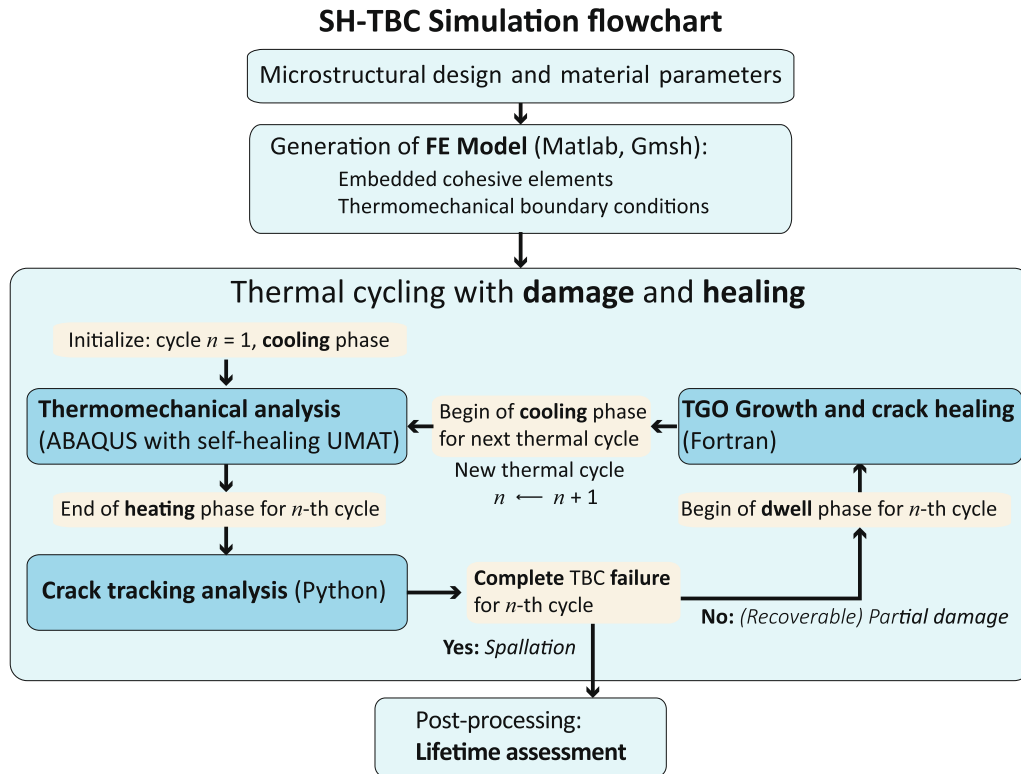 SH-TBC Simulation flowchart
Microstructural design and material parameters
Generation of FE Model (Matlab, Gmsh):
Embedded cohesive elements
Thermomechanical boundary conditions
Thermal cycling with damage and healing
Initialize: cycle n = 1, cooling phase
Thermomechanical analysis
(ABAQUS with self-healing UMAT)
Begin of cooling phase
for next thermal cycle
New thermal cycle
n ← n + 1
TGO Growth and crack healing
(Fortran)
End of heating phase for n-th cycle
Begin of dwell phase for n-th cycle
Crack tracking analysis (Python)
Complete TBC failure
for n-th cycle
No: (Recoverable) Partial damage
Yes: Spallation
Post-processing:
Lifetime assessment